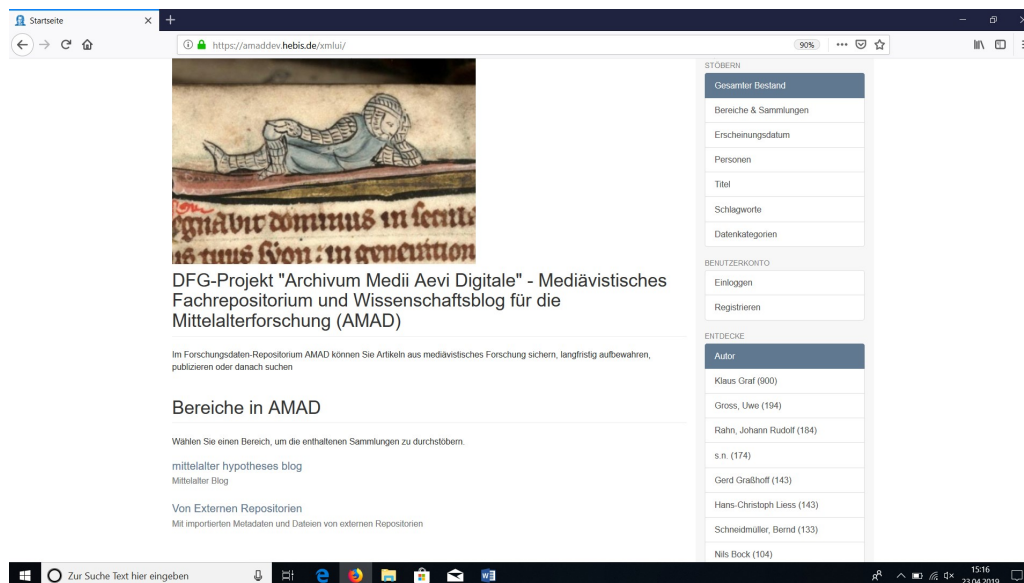 Startseite
https://amaddev.hebis.de/xmlui/
90%
egnabit dominus in secula
us tuus syon: in generation
DFG-Projekt "Archivum Medii Aevi Digitale" - Mediävistisches
Fachrepositorium und Wissenschaftsblog für die
Mittelalterforschung (AMAD)
Im Forschungsdaten-Repositorium AMAD können Sie Artikeln aus mediävistisches Forschung sichern, langfristig aufbewahren,
publizieren oder danach suchen
Bereiche in AMAD
Wählen Sie einen Bereich, um die enthaltenen Sammlungen zu durchstöbern.
mittelalter hypotheses blog
Mittelalter Blog
Von Externen Repositorien
Mit importierten Metadaten und Dateien von externen Repositorien
STÖBERN
Gesamter Bestand
Bereiche & Sammlungen
Erscheinungsdatum
Personen
Titel
Schlagworte
Datenkategorien
BENUTZERKONTO
Einloggen
Registrieren
ENTDECKE
Autor
Klaus Graf (900)
Gross, Uwe (194)
Rahn, Johann Rudolf (184)
s.n. (174)
Gerd Graßhoff (143)
Hans-Christoph Liess (143)
Schneidmüller, Bernd (133)
Nils Bock (104)
Zur Suche Text hier eingeben
15:16
23.04.2019